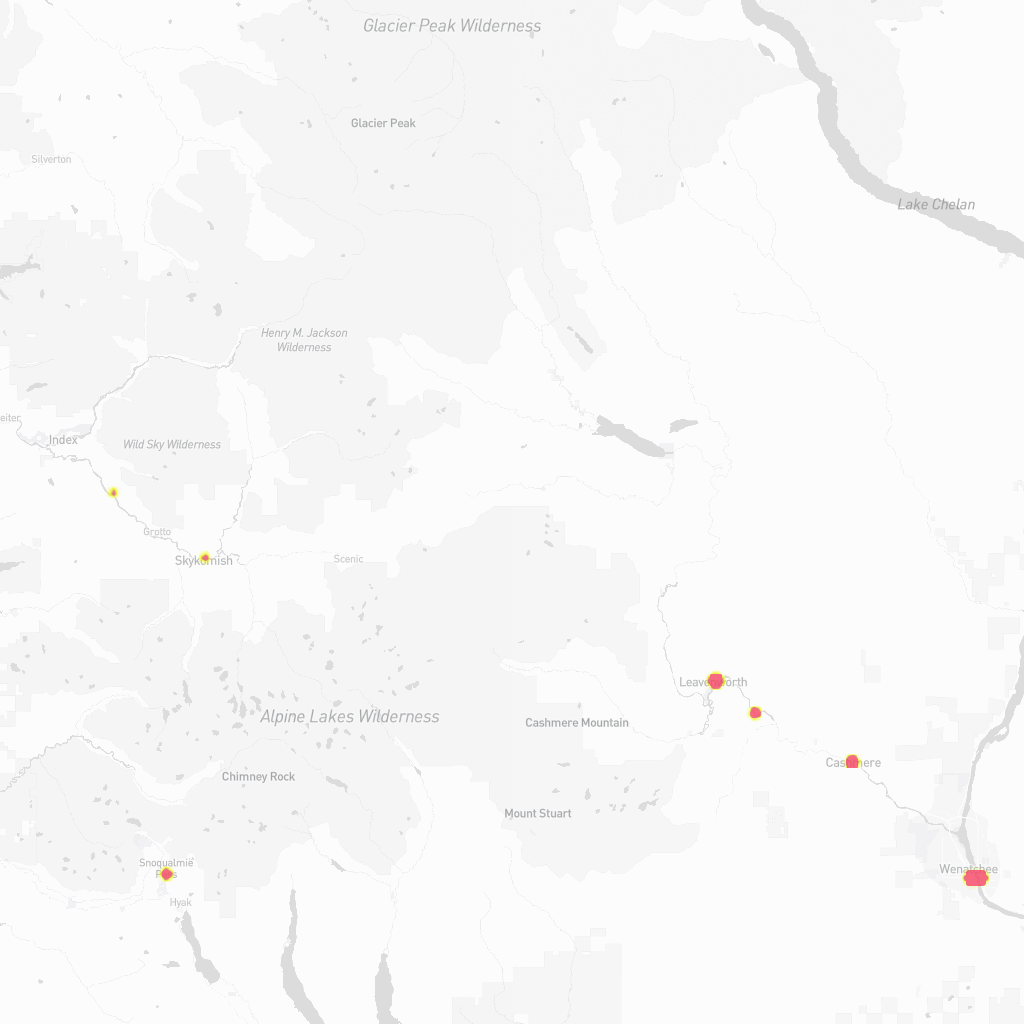 Glacier Peak Wilderness
Glacier Peak
Silverton
Lake Chelan
Henry M. Jackson
Wilderness
Index
Wild Sky Wilderness
Grotto
Skykomish
Scenic
Leavenworth
Alpine Lakes Wilderness
Cashmere Mountain
Cashmere
Chimney Rock
Mount Stuart
Snoqualmie
Pass
Wenatchee
Hyak